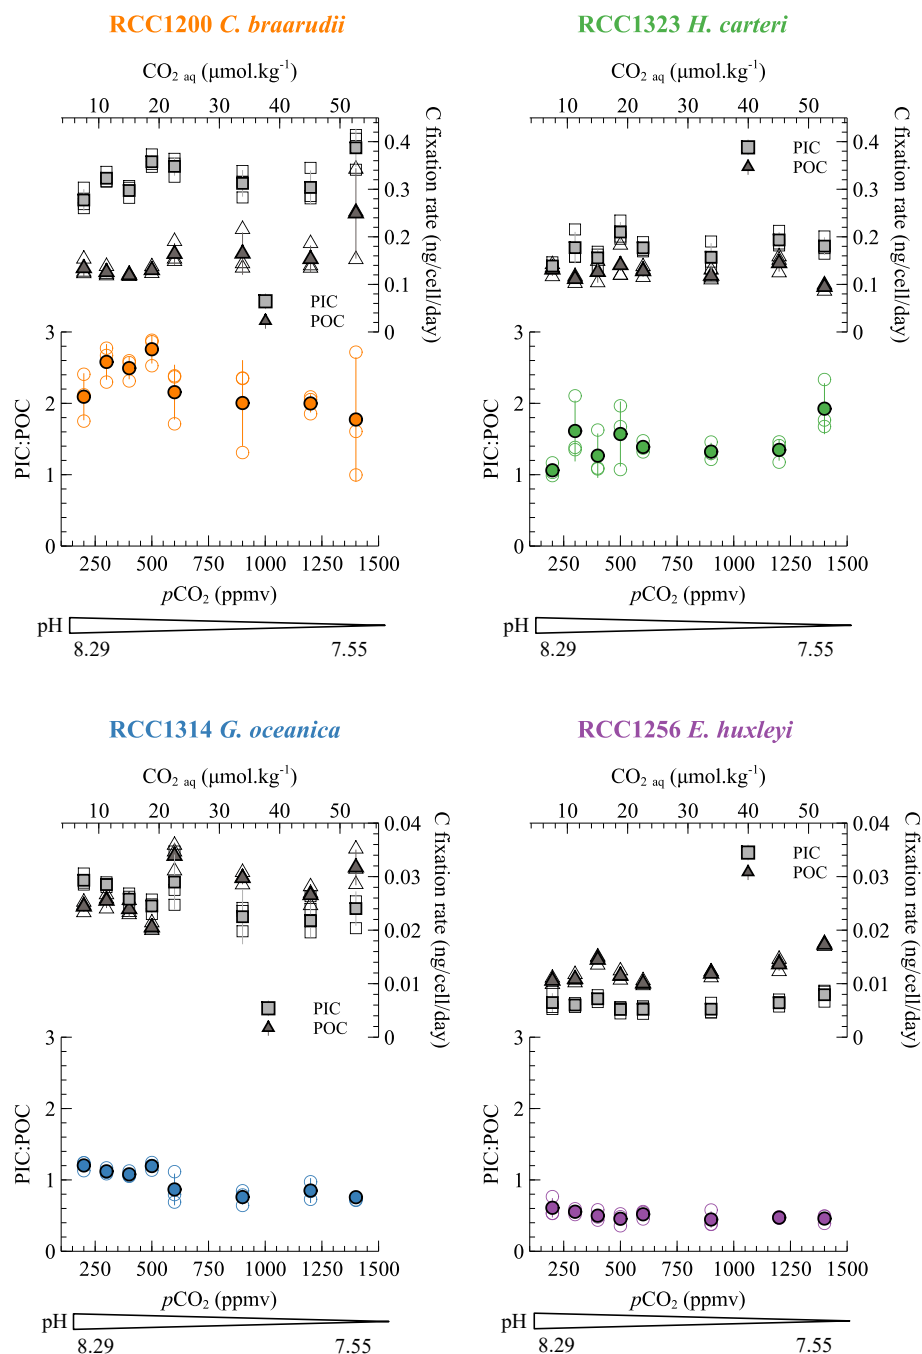 RCC1200 C. braarudii
CO2 aq (μmol.kg-1)
10 20 30 40 50
C fixation rate (ng/cell/day)
0.4
0.3
0.2
0.1
0
PIC
POC
PIC:POC
3
2
1
0
250 500 750 1000 1250 1500
pCO2 (ppmv)
pH
8.29 7.55
RCC1323 H. carteri
CO2 aq (μmol.kg-1)
10 20 30 40 50
C fixation rate (ng/cell/day)
0.4
0.3
0.2
0.1
0
PIC
POC
PIC:POC
3
2
1
0
250 500 750 1000 1250 1500
pCO2 (ppmv)
pH
8.29 7.55
RCC1314 G. oceanica
CO2 aq (μmol.kg-1)
10 20 30 40 50
C fixation rate (ng/cell/day)
0.04
0.03
0.02
0.01
0
PIC
POC
PIC:POC
3
2
1
0
250 500 750 1000 1250 1500
pCO2 (ppmv)
pH
8.29 7.55
RCC1256 E. huxleyi
CO2 aq (μmol.kg-1)
10 20 30 40 50
C fixation rate (ng/cell/day)
0.04
0.03
0.02
0.01
0
PIC
POC
PIC:POC
3
2
1
0
250 500 750 1000 1250 1500
pCO2 (ppmv)
pH
8.29 7.55